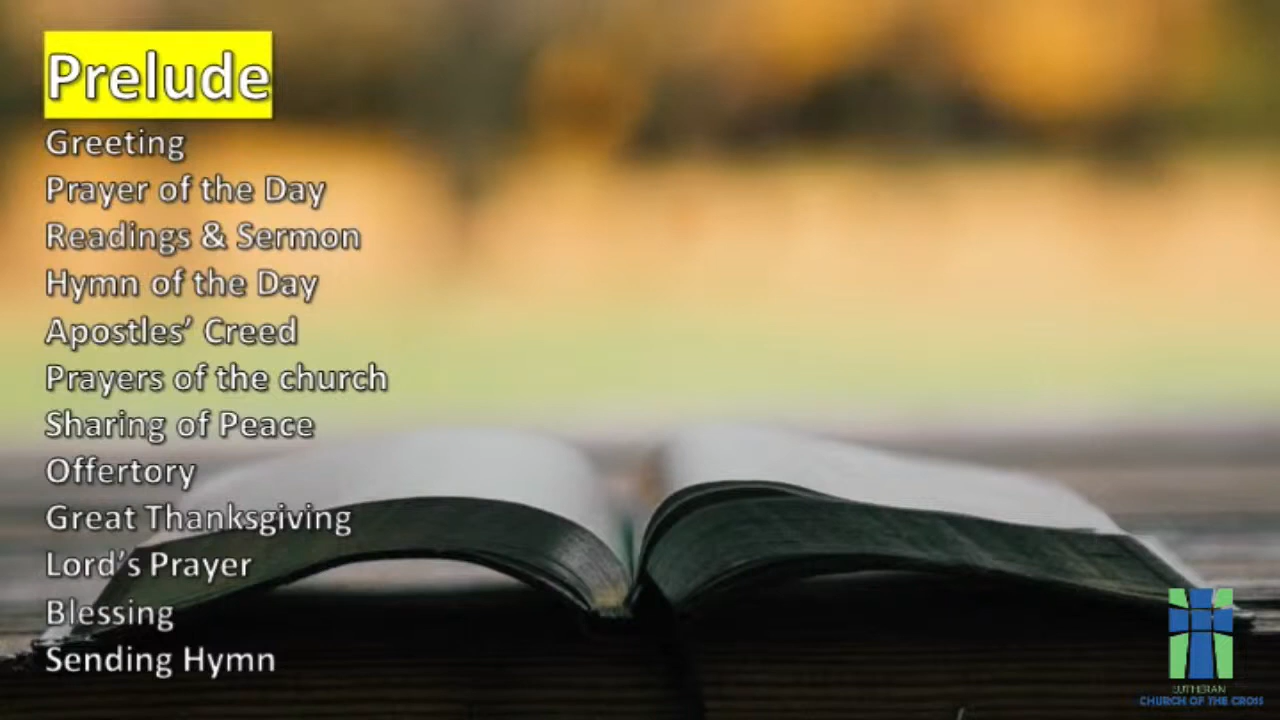 Prelude
Greeting
Prayer of the Day
Readings & Sermon
Hymn of the Day
Apostles’ Creed
Prayers of the church
Sharing of Peace
Offertory
Great Thanksgiving
Lord’s Prayer
Blessing
Sending Hymn
LUTHERAN
CHURCH OF THE CROSS